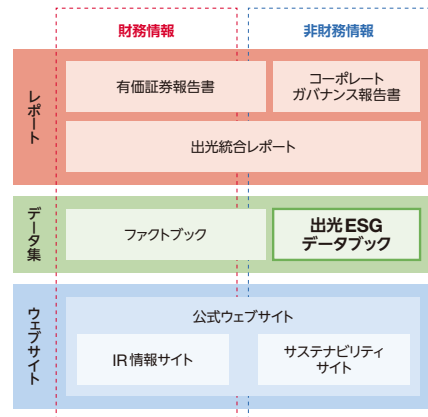 財務情報
非財務情報
レポート
有価証券報告書
コーポレート
ガバナンス報告書
出光統合レポート
データ集
ファクトブック
出光ESG
データブック
ウェブサイト
公式ウェブサイト
IR情報サイト
サステナビリティ
サイト